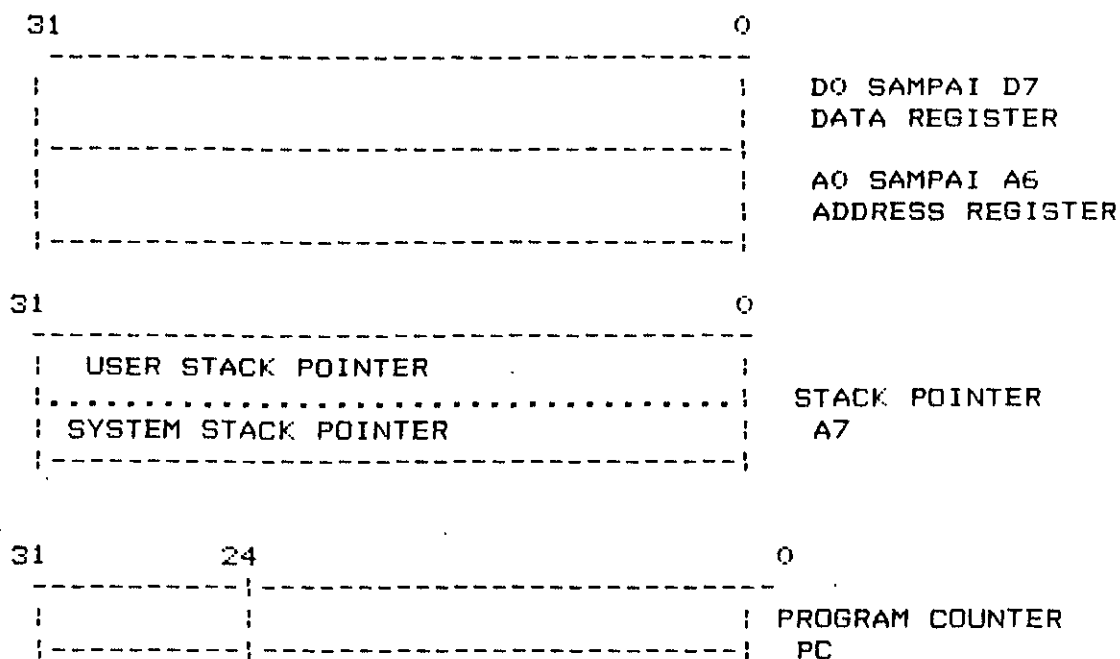 31 0
D0 SAMPAI D7
DATA REGISTER
A0 SAMPAI A6
ADDRESS REGISTER
31 0
USER STACK POINTER
STACK POINTER
SYSTEM STACK POINTER A7
31 24 0
PROGRAM COUNTER
PC